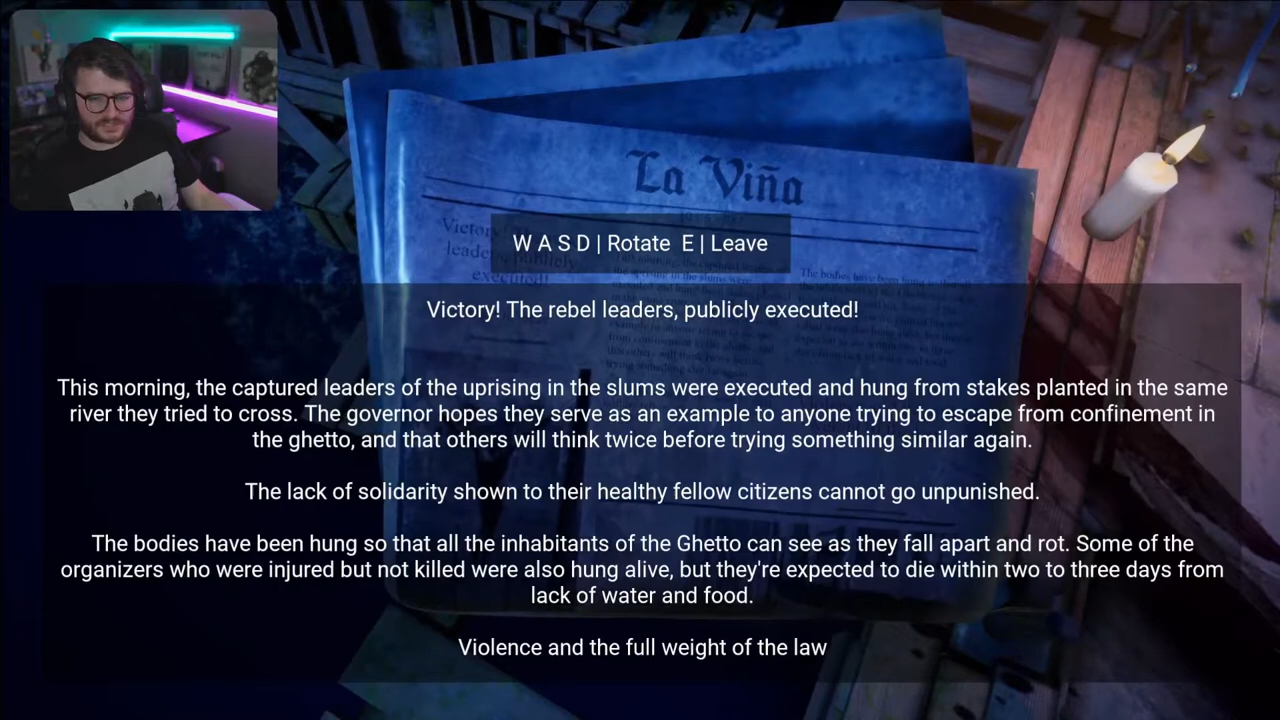 La Viña
W A S D | Rotate E | Leave
Victory! The rebel leaders, publicly executed!
This morning, the captured leaders of the uprising in the slums were executed and hung from stakes planted in the same
river they tried to cross. The governor hopes they serve as an example to anyone trying to escape from confinement in
the ghetto, and that others will think twice before trying something similar again.
The lack of solidarity shown to their healthy fellow citizens cannot go unpunished.
The bodies have been hung so that all the inhabitants of the Ghetto can see as they fall apart and rot. Some of the
organizers who were injured but not killed were also hung alive, but they're expected to die within two to three days from
lack of water and food.
Violence and the full weight of the law